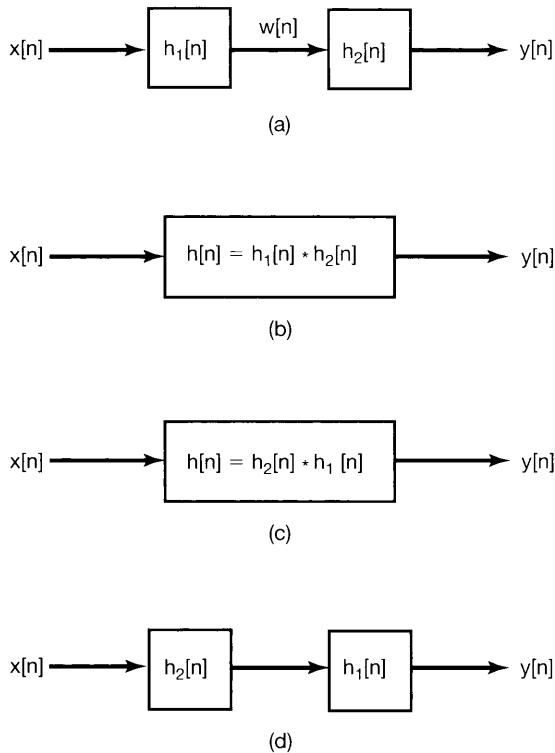 x[n] h₁[n] w[n] h₂[n] y[n]
(a)
x[n] h[n] = h₁[n] * h₂[n] y[n]
(b)
x[n] h[n] = h₂[n] * h₁ [n] y[n]
(c)
x[n] h₂[n] h₁[n] y[n]
(d)